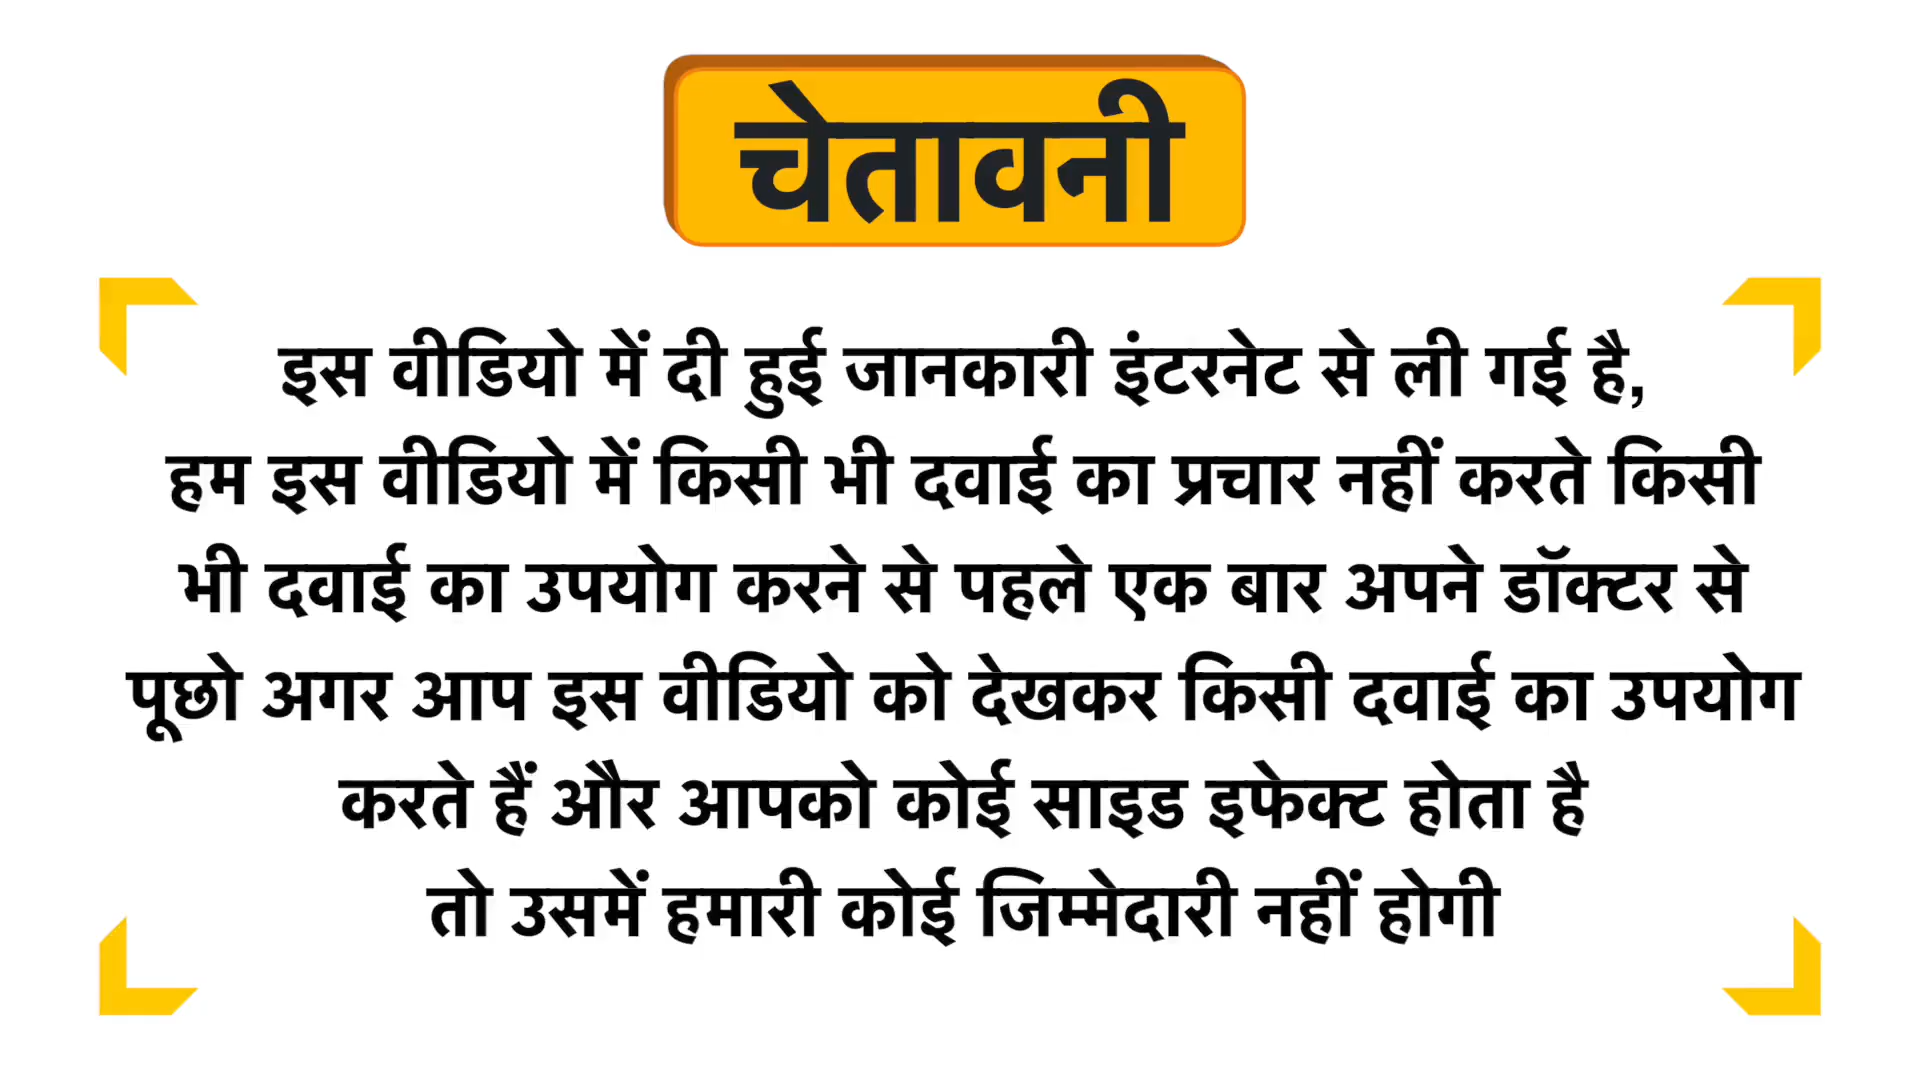 चेतावनी
इस वीडियो में दी हुई जानकारी इंटरनेट से ली गई है,
हम इस वीडियो में किसी भी दवाई का प्रचार नहीं करते किसी
भी दवाई का उपयोग करने से पहले एक बार अपने डॉक्टर से
पूछो अगर आप इस वीडियो को देखकर किसी दवाई का उपयोग
करते हैं और आपको कोई साइड इफेक्ट होता है
तो उसमें हमारी कोई जिम्मेदारी नहीं होगी